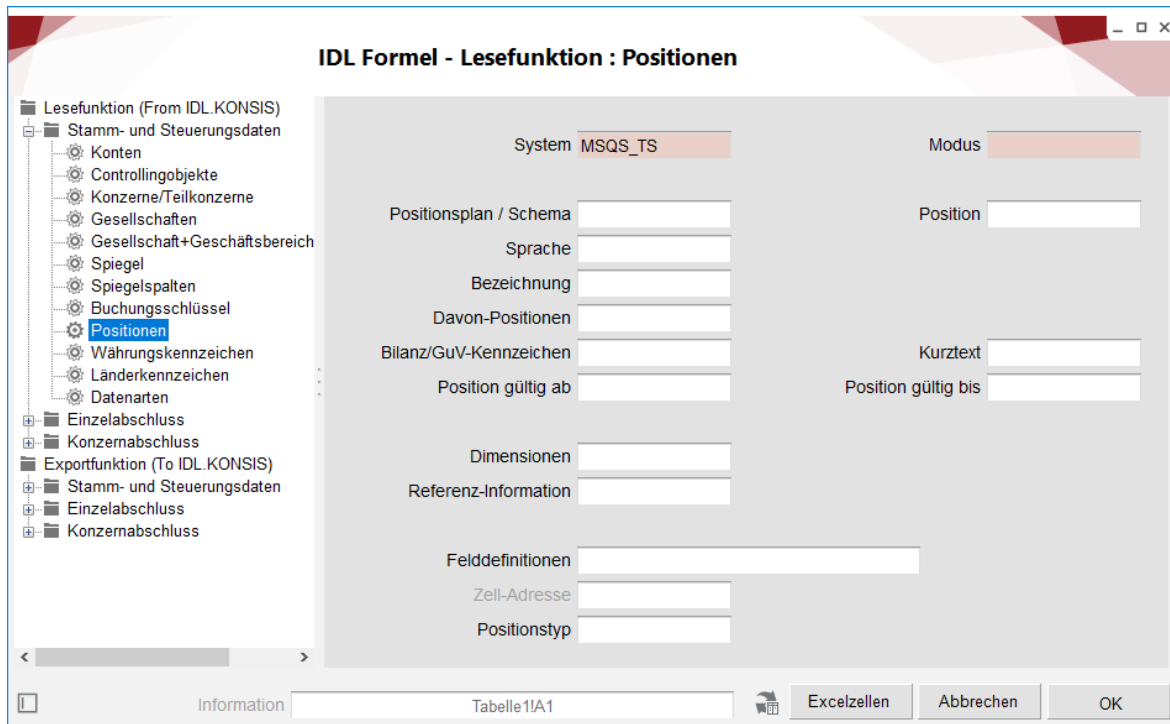 IDL Formel - Lesefunktion : Positionen
Lesefunktion (From IDL.KONSIS)
Stamm- und Steuerungsdaten
Konten
Controllingobjekte
Konzerne/Teilkonzerne
Gesellschaften
Gesellschaft+Geschäftsbereich
Spiegel
Spiegelspalten
Buchungsschlüssel
Positionen
Währungskennzeichen
Länderkennzeichen
Datenarten
Einzelabschluss
Konzernabschluss
Exportfunktion (To IDL.KONSIS)
Stamm- und Steuerungsdaten
Einzelabschluss
Konzernabschluss
System MSQS_TS Modus
Positionsplan / Schema Position
Sprache
Bezeichnung
Davon-Positionen
Bilanz/GuV-Kennzeichen Kurztext
Position gültig ab Position gültig bis
Dimensionen
Referenz-Information
Felddefinitionen
Zell-Adresse
Positionstyp
Information Tabelle1!A1 Excelzellen Abbrechen OK